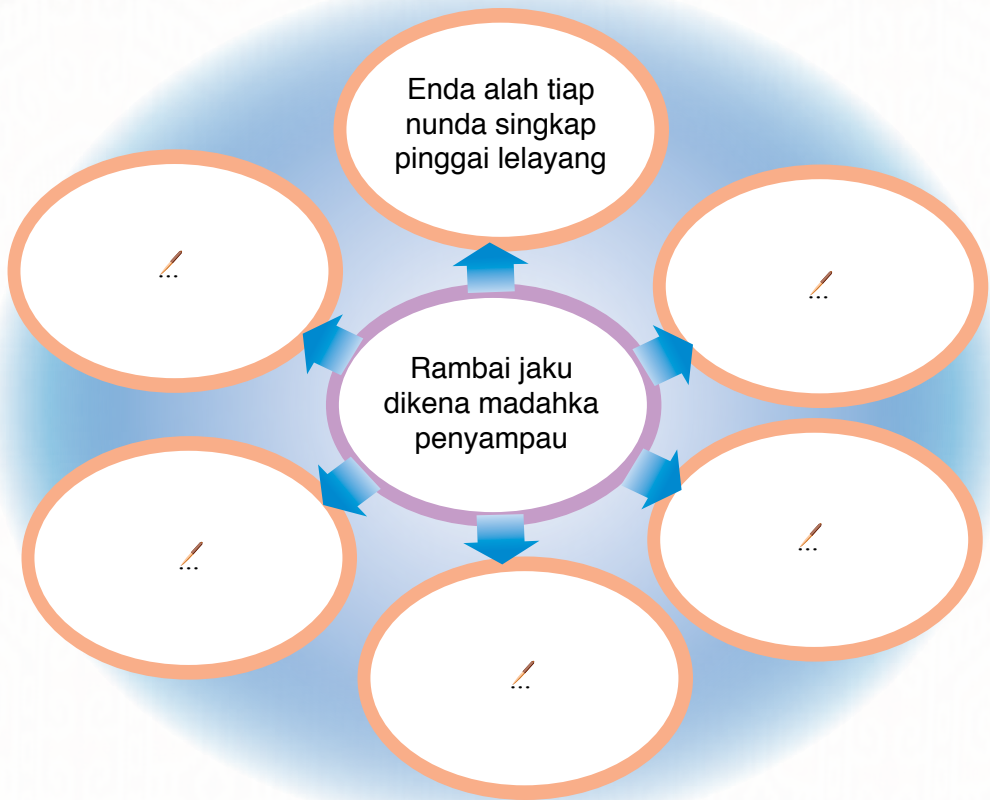 Enda alah tiap
nunda singkap
pinggai lelayang
...
...
Rambai jaku
dikena madahka
penyampau
...
...
...